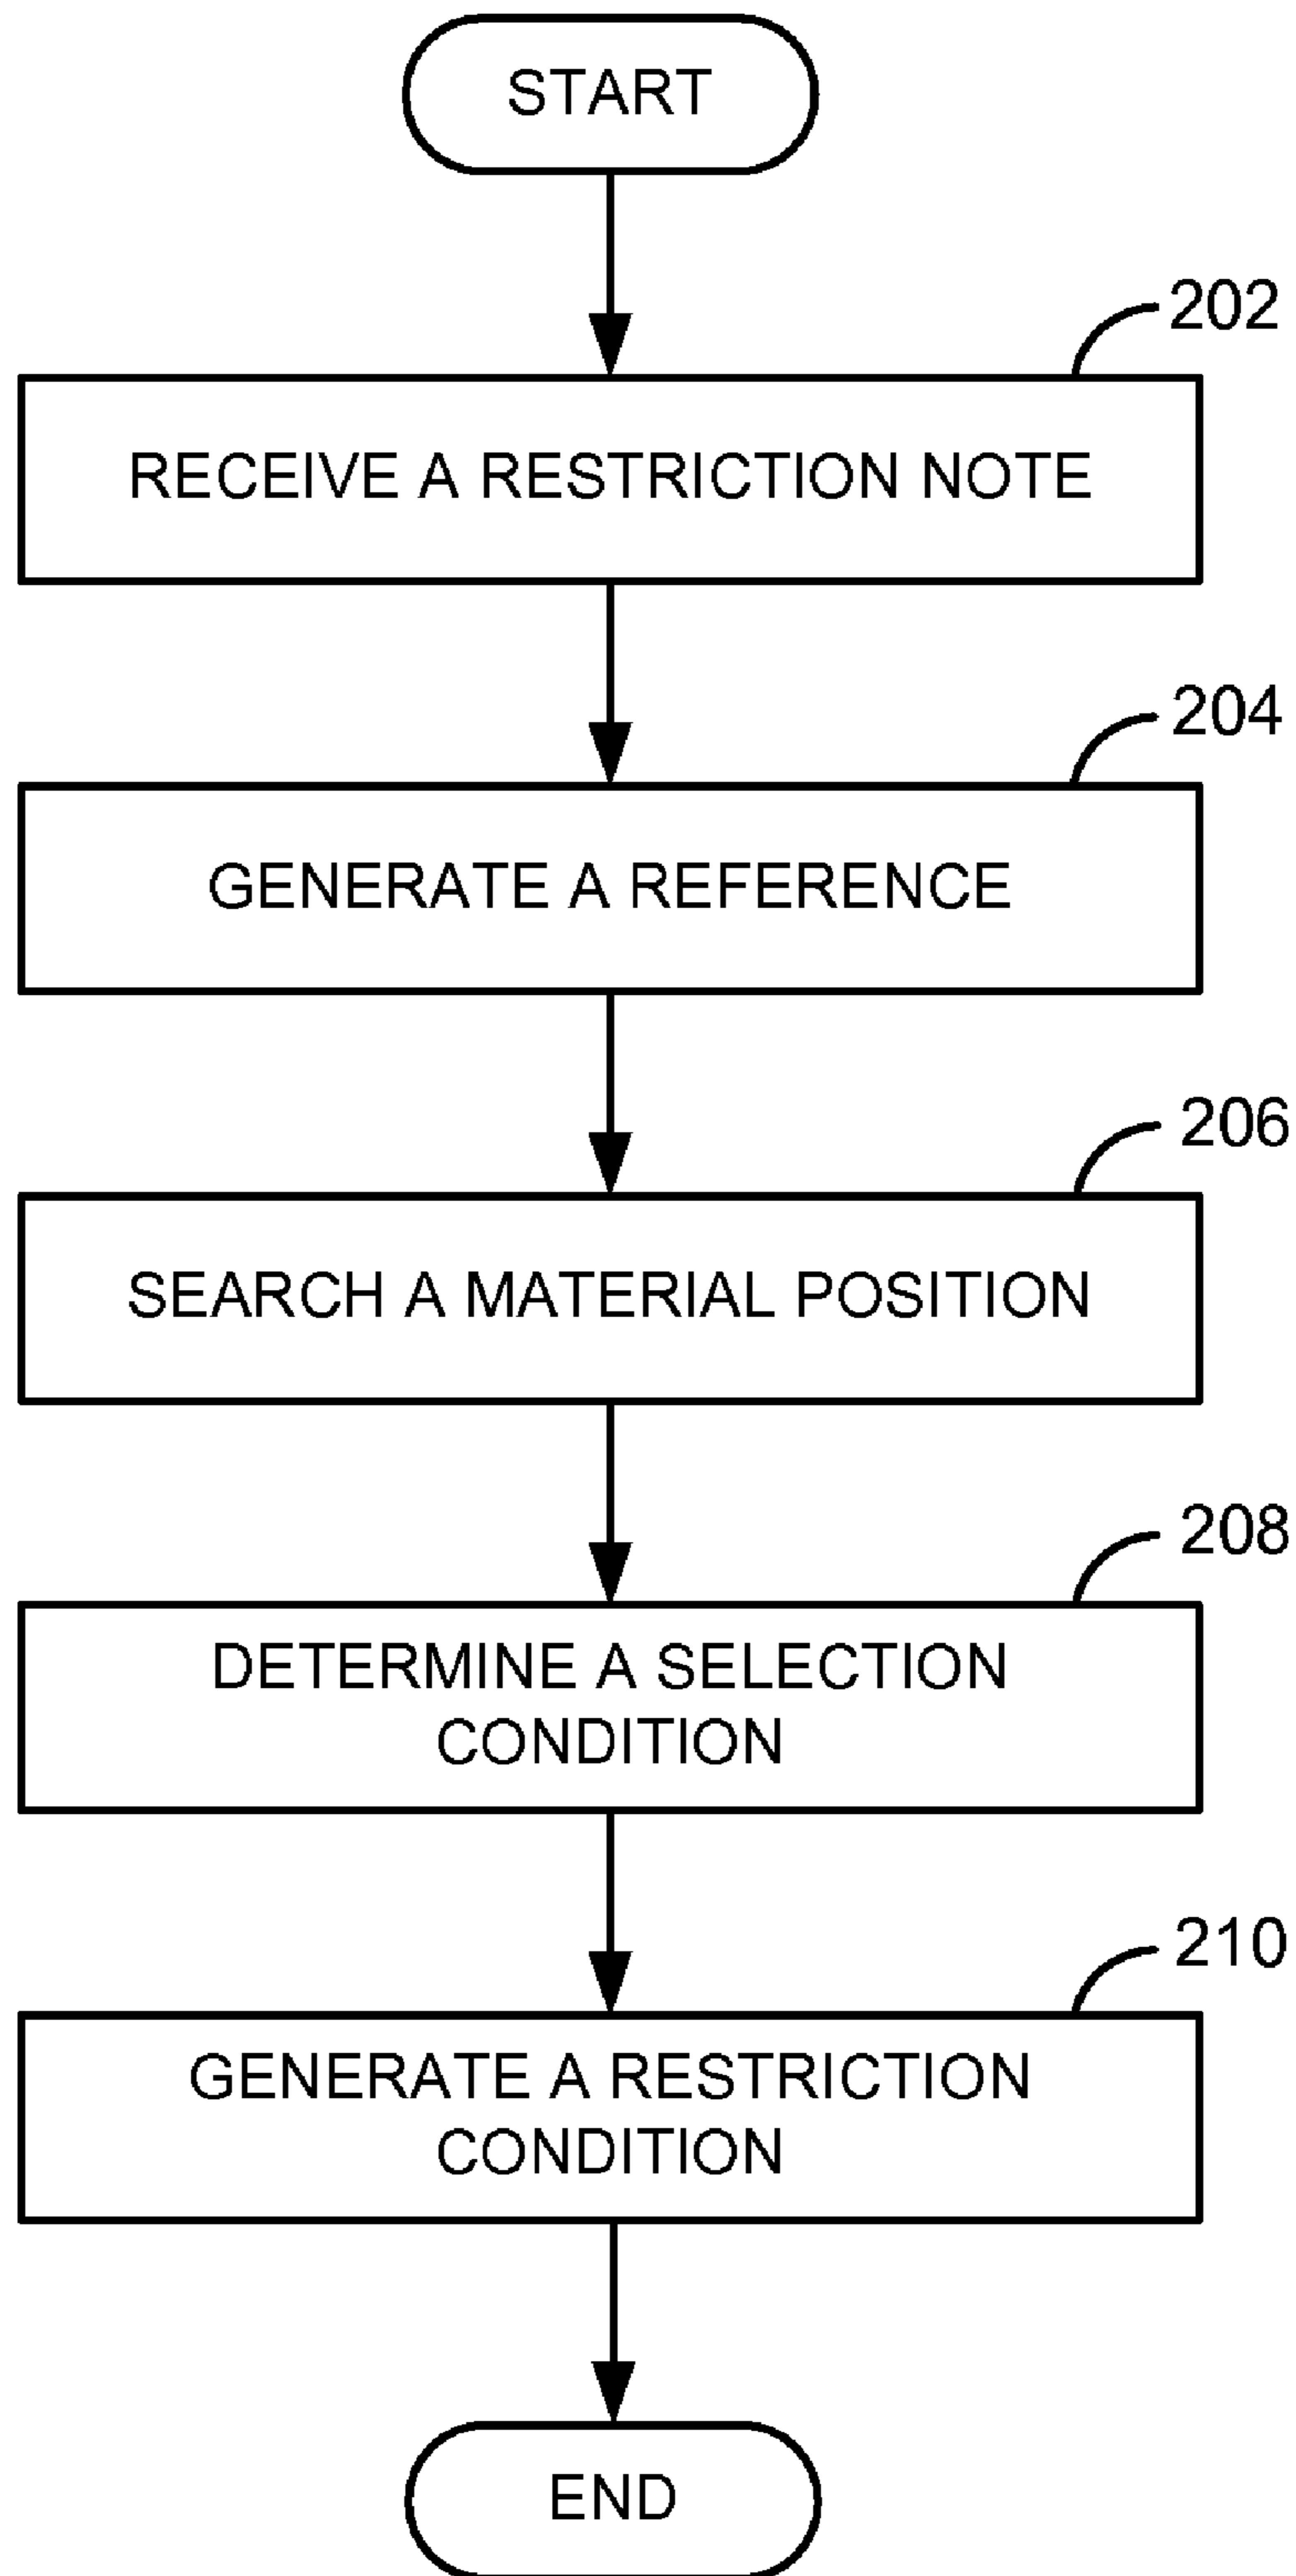 START
202
RECEIVE A RESTRICTION NOTE
204
GENERATE A REFERENCE
206
SEARCH A MATERIAL POSITION
208
DETERMINE A SELECTION
CONDITION
210
GENERATE A RESTRICTION
CONDITION
END